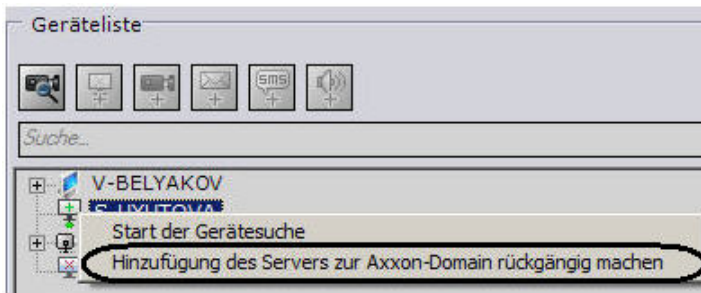 Geräteliste
sms
Suche...
V-BELYAKOV
Start der Gerätesuche
Hinzufügung des Servers zur Axxon-Domain rückgängig machen